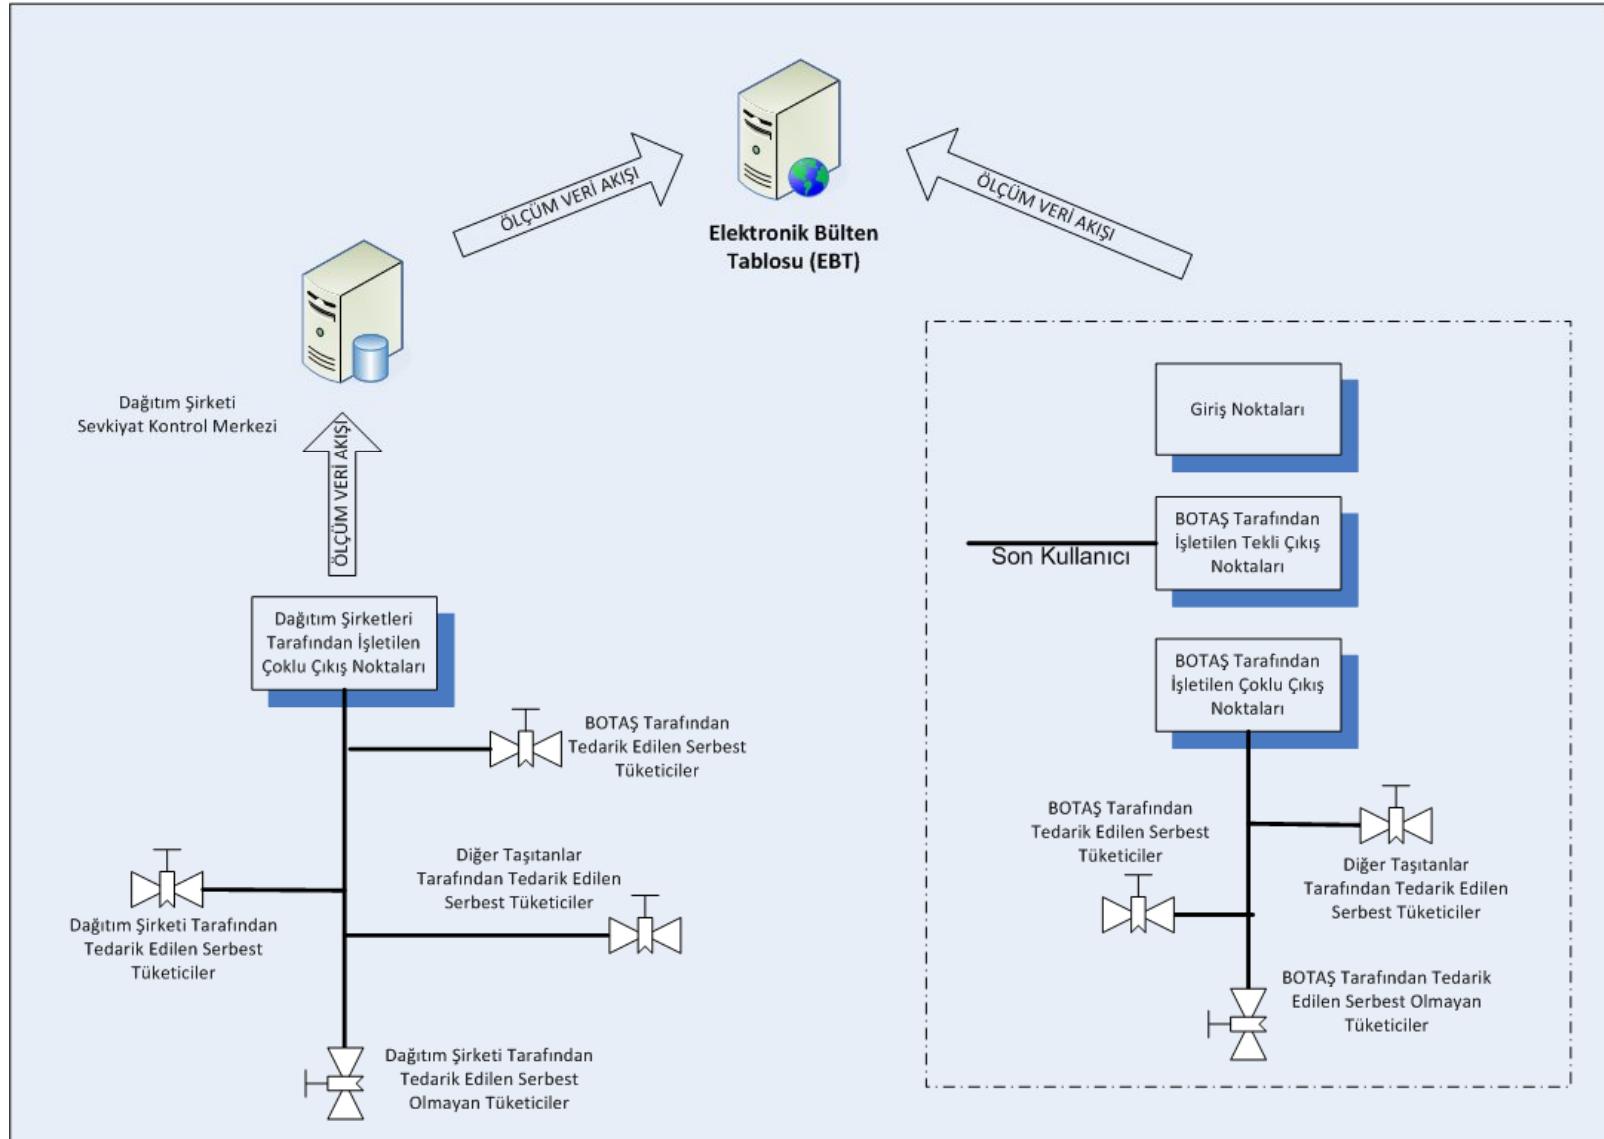 ÖLÇÜM VERİ AKIŞI
ÖLÇÜM VERİ AKIŞI
Elektronik Bülten
Tablosu (EBT)
Dağıtım Şirketi
Sevkiyat Kontrol Merkezi
ÖLÇÜM VERİ AKIŞI
Dağıtım Şirketleri
Tarafından İşletilen
Çoklu Çıkış Noktaları
BOTAŞ Tarafından
Tedarik Edilen Serbest
Tüketiciler
Diğer Taşıtanlar
Tarafından Tedarik Edilen
Serbest Tüketiciler
Dağıtım Şirketi Tarafından
Tedarik Edilen Serbest
Tüketiciler
Dağıtım Şirketi Tarafından
Tedarik Edilen Serbest
Olmayan Tüketiciler
Giriş Noktaları
BOTAŞ Tarafından
İşletilen Tekli Çıkış
Noktaları
Son Kullanıcı
BOTAŞ Tarafından
İşletilen Çoklu Çıkış
Noktaları
BOTAŞ Tarafından
Tedarik Edilen Serbest
Tüketiciler
Diğer Taşıtanlar
Tarafından Tedarik Edilen
Serbest Tüketiciler
BOTAŞ Tarafından Tedarik
Edilen Serbest Olmayan
Tüketiciler